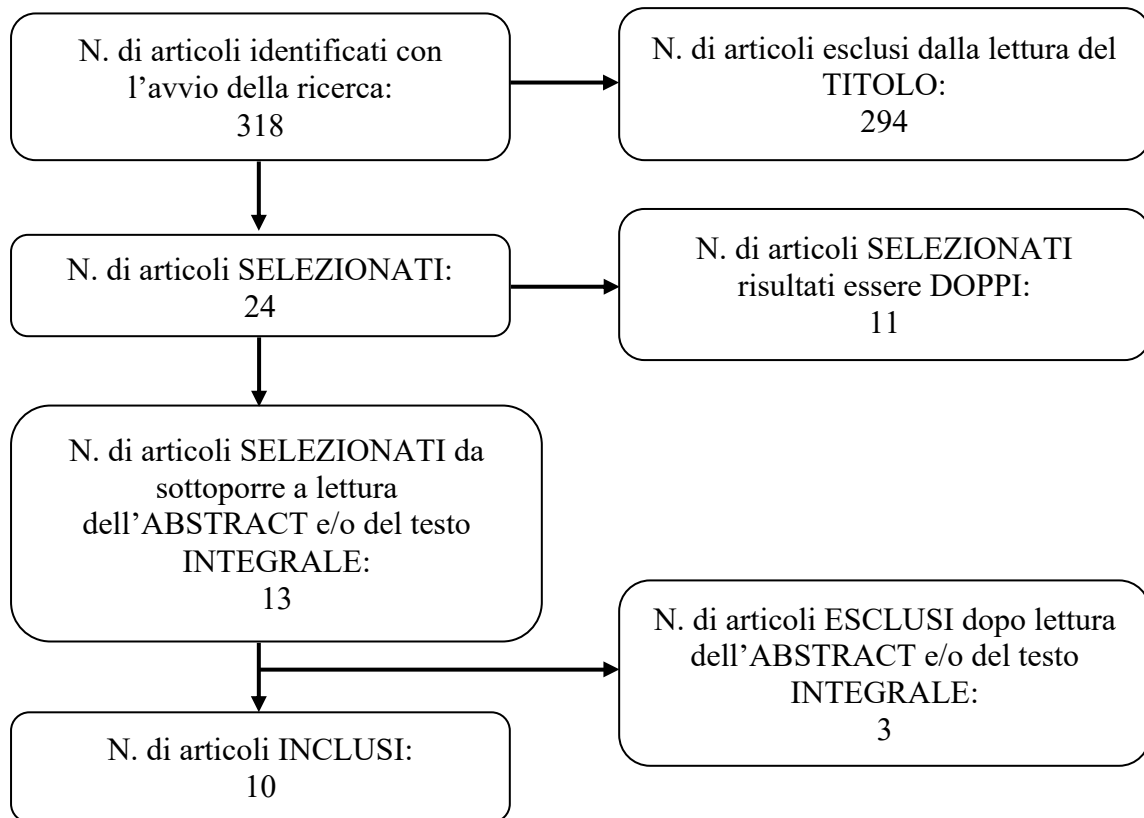 N. di articoli identificati con
l’avvio della ricerca:
318
N. di articoli esclusi dalla lettura del
TITOLO:
294
N. di articoli SELEZIONATI:
24
N. di articoli SELEZIONATI
risultati essere DOPPI:
11
N. di articoli SELEZIONATI da
sottoporre a lettura
dell’ABSTRACT e/o del testo
INTEGRALE:
13
N. di articoli ESCLUSI dopo lettura
dell’ABSTRACT e/o del testo
INTEGRALE:
3
N. di articoli INCLUSI:
10